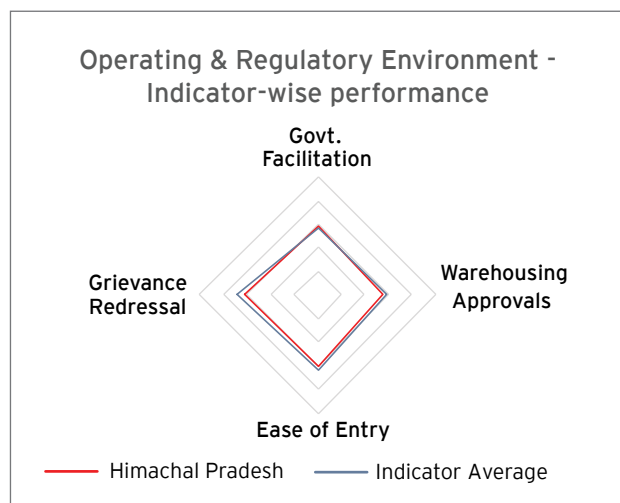 Operating & Regulatory Environment -
Indicator-wise performance
Govt.
Facilitation
Grievance
Redressal
Warehousing
Approvals
Ease of Entry
Himachal Pradesh
Indicator Average